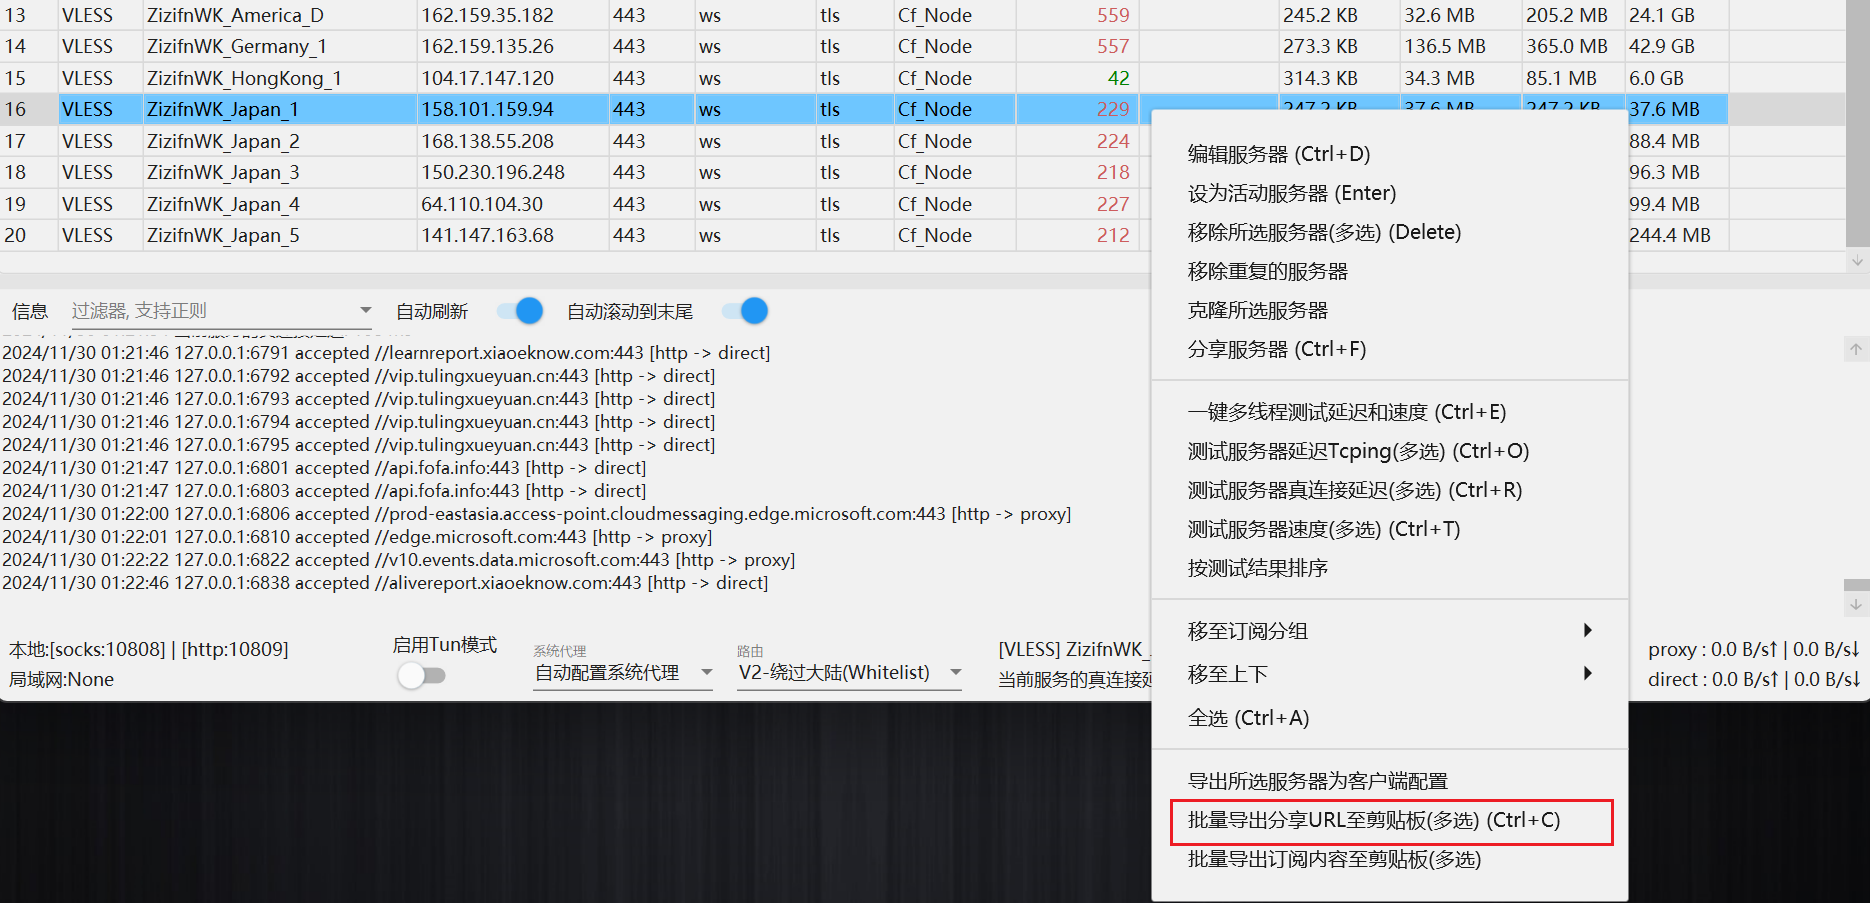 13 VLESS ZizifnWK_America_D 162.159.35.182 443 ws tls Cf_Node 559 245.2 KB 32.6 MB 205.2 MB 24.1 GB
14 VLESS ZizifnWK_Germany_1 162.159.135.26 443 ws tls Cf_Node 557 273.3 KB 136.5 MB 365.0 MB 42.9 GB
15 VLESS ZizifnWK_HongKong_1 104.17.147.120 443 ws tls Cf_Node 42 314.3 KB 34.3 MB 85.1 MB 6.0 GB
16 VLESS ZizifnWK_Japan_1 158.101.159.94 443 ws tls Cf_Node 229 247.2 KB 37.6 MB 247.2 KB 37.6 MB
17 VLESS ZizifnWK_Japan_2 168.138.55.208 443 ws tls Cf_Node 224 88.4 MB
18 VLESS ZizifnWK_Japan_3 150.230.196.248 443 ws tls Cf_Node 218 96.3 MB
19 VLESS ZizifnWK_Japan_4 64.110.104.30 443 ws tls Cf_Node 227 99.4 MB
20 VLESS ZizifnWK_Japan_5 141.147.163.68 443 ws tls Cf_Node 212 244.4 MB
信息 过滤器, 支持正则 自动刷新 自动滚动到末尾
2024/11/30 01:21:46 127.0.0.1:6791 accepted //learnreport.xiaoeknow.com:443 [http -> direct]
2024/11/30 01:21:46 127.0.0.1:6792 accepted //vip.tulingxueyuan.cn:443 [http -> direct]
2024/11/30 01:21:46 127.0.0.1:6793 accepted //vip.tulingxueyuan.cn:443 [http -> direct]
2024/11/30 01:21:46 127.0.0.1:6794 accepted //vip.tulingxueyuan.cn:443 [http -> direct]
2024/11/30 01:21:46 127.0.0.1:6795 accepted //vip.tulingxueyuan.cn:443 [http -> direct]
2024/11/30 01:21:47 127.0.0.1:6801 accepted //api.fofa.info:443 [http -> direct]
2024/11/30 01:21:47 127.0.0.1:6803 accepted //api.fofa.info:443 [http -> direct]
2024/11/30 01:22:00 127.0.0.1:6806 accepted //prod-eastasia.access-point.cloudmessaging.edge.microsoft.com:443 [http -> proxy]
2024/11/30 01:22:01 127.0.0.1:6810 accepted //edge.microsoft.com:443 [http -> proxy]
2024/11/30 01:22:22 127.0.0.1:6822 accepted //v10.events.data.microsoft.com:443 [http -> proxy]
2024/11/30 01:22:46 127.0.0.1:6838 accepted //alivereport.xiaoeknow.com:443 [http -> direct]
本地:[socks:10808] | [http:10809]
局域网:None
启用Tun模式
系统代理
自动配置系统代理
路由
V2-绕过大陆(Whitelist)
[VLESS] ZizifnWK_
当前服务的真连接延
proxy : 0.0 B/s↑ | 0.0 B/s↓
direct : 0.0 B/s↑ | 0.0 B/s↓
编辑服务器 (Ctrl+D)
设为活动服务器 (Enter)
移除所选服务器(多选) (Delete)
移除重复的服务器
克隆所选服务器
分享服务器 (Ctrl+F)
一键多线程测试延迟和速度 (Ctrl+E)
测试服务器延迟Tcping(多选) (Ctrl+O)
测试服务器真连接延迟(多选) (Ctrl+R)
测试服务器速度(多选) (Ctrl+T)
按测试结果排序
移至订阅分组
移至上下
全选 (Ctrl+A)
导出所选服务器为客户端配置
批量导出分享URL至剪贴板(多选) (Ctrl+C)
批量导出订阅内容至剪贴板(多选)